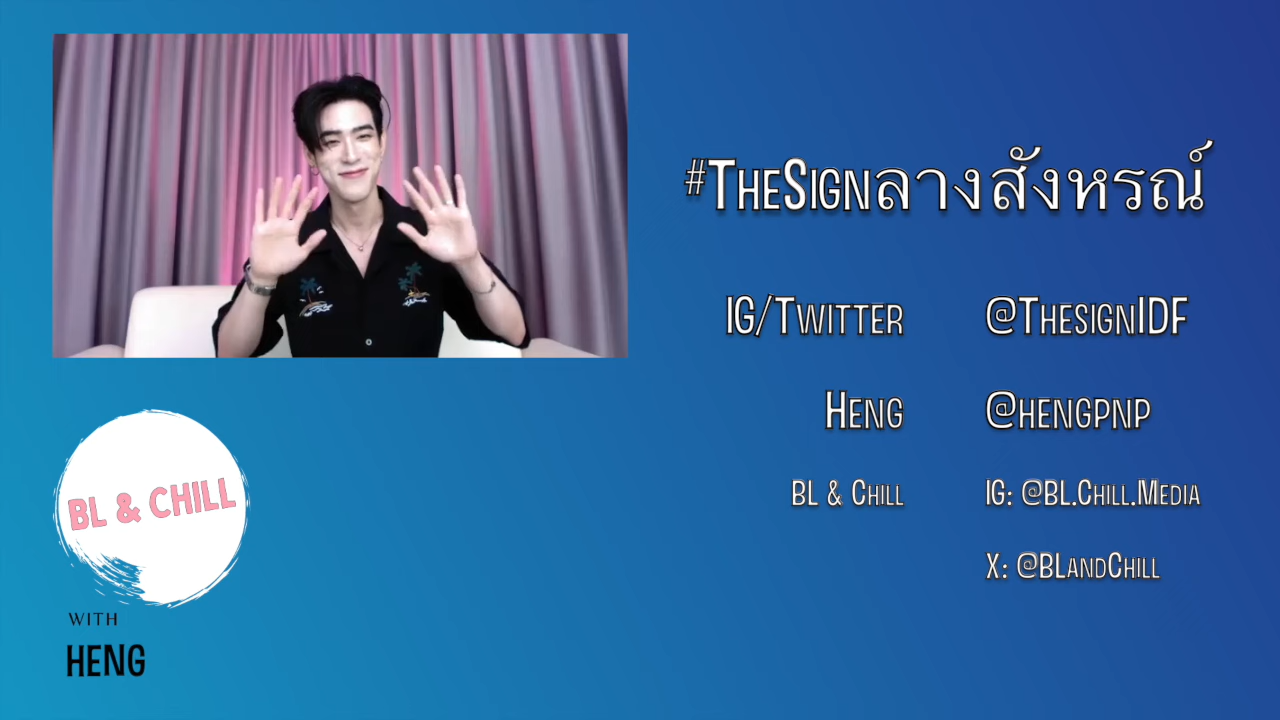 #TheSignลางสังหรณ์
IG/Twitter @ThesignIDF
Heng @hengpnp
BL & Chill IG: @BL.Chill.Media
X: @BLandChill
BL & CHILL
WITH
HENG